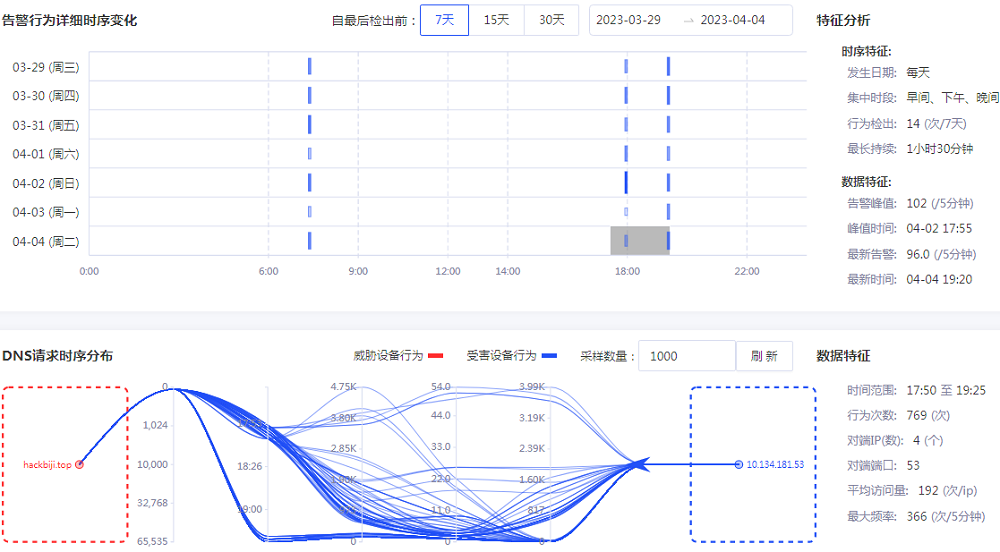 告警行为详细时序变化
自最后检出前： 7天 15天 30天 2023-03-29 → 2023-04-04
03-29 (周三)
03-30 (周四)
03-31 (周五)
04-01 (周六)
04-02 (周日)
04-03 (周一)
04-04 (周二)
0:00 6:00 9:00 12:00 14:00 18:00 22:00
特征分析
时序特征:
发生日期: 每天
集中时段: 早间、下午、晚间
行为检出: 14 (次/7天)
最长持续: 1小时30分钟
数据特征:
告警峰值: 102 (/5分钟)
峰值时间: 04-02 17:55
最新告警: 96.0 (/5分钟)
最新时间: 04-04 19:20
DNS请求时序分布
威胁设备行为 受害设备行为 采样数量： 1000 刷 新
hackbiji.top
0
1,024
10,000
32,768
65,535
18:26
4.75K
3.80K
2.85K
0
54.0
44.0
33.0
22.0
11.0
0
3.99K
3.19K
2.39K
1.60K
817
0
10.134.181.53
数据特征
时间范围: 17:50 至 19:25
行为次数: 769 (次)
对端IP(数): 4 (个)
对端端口: 53
平均访问量: 192 (次/ip)
最大频率: 366 (次/5分钟)